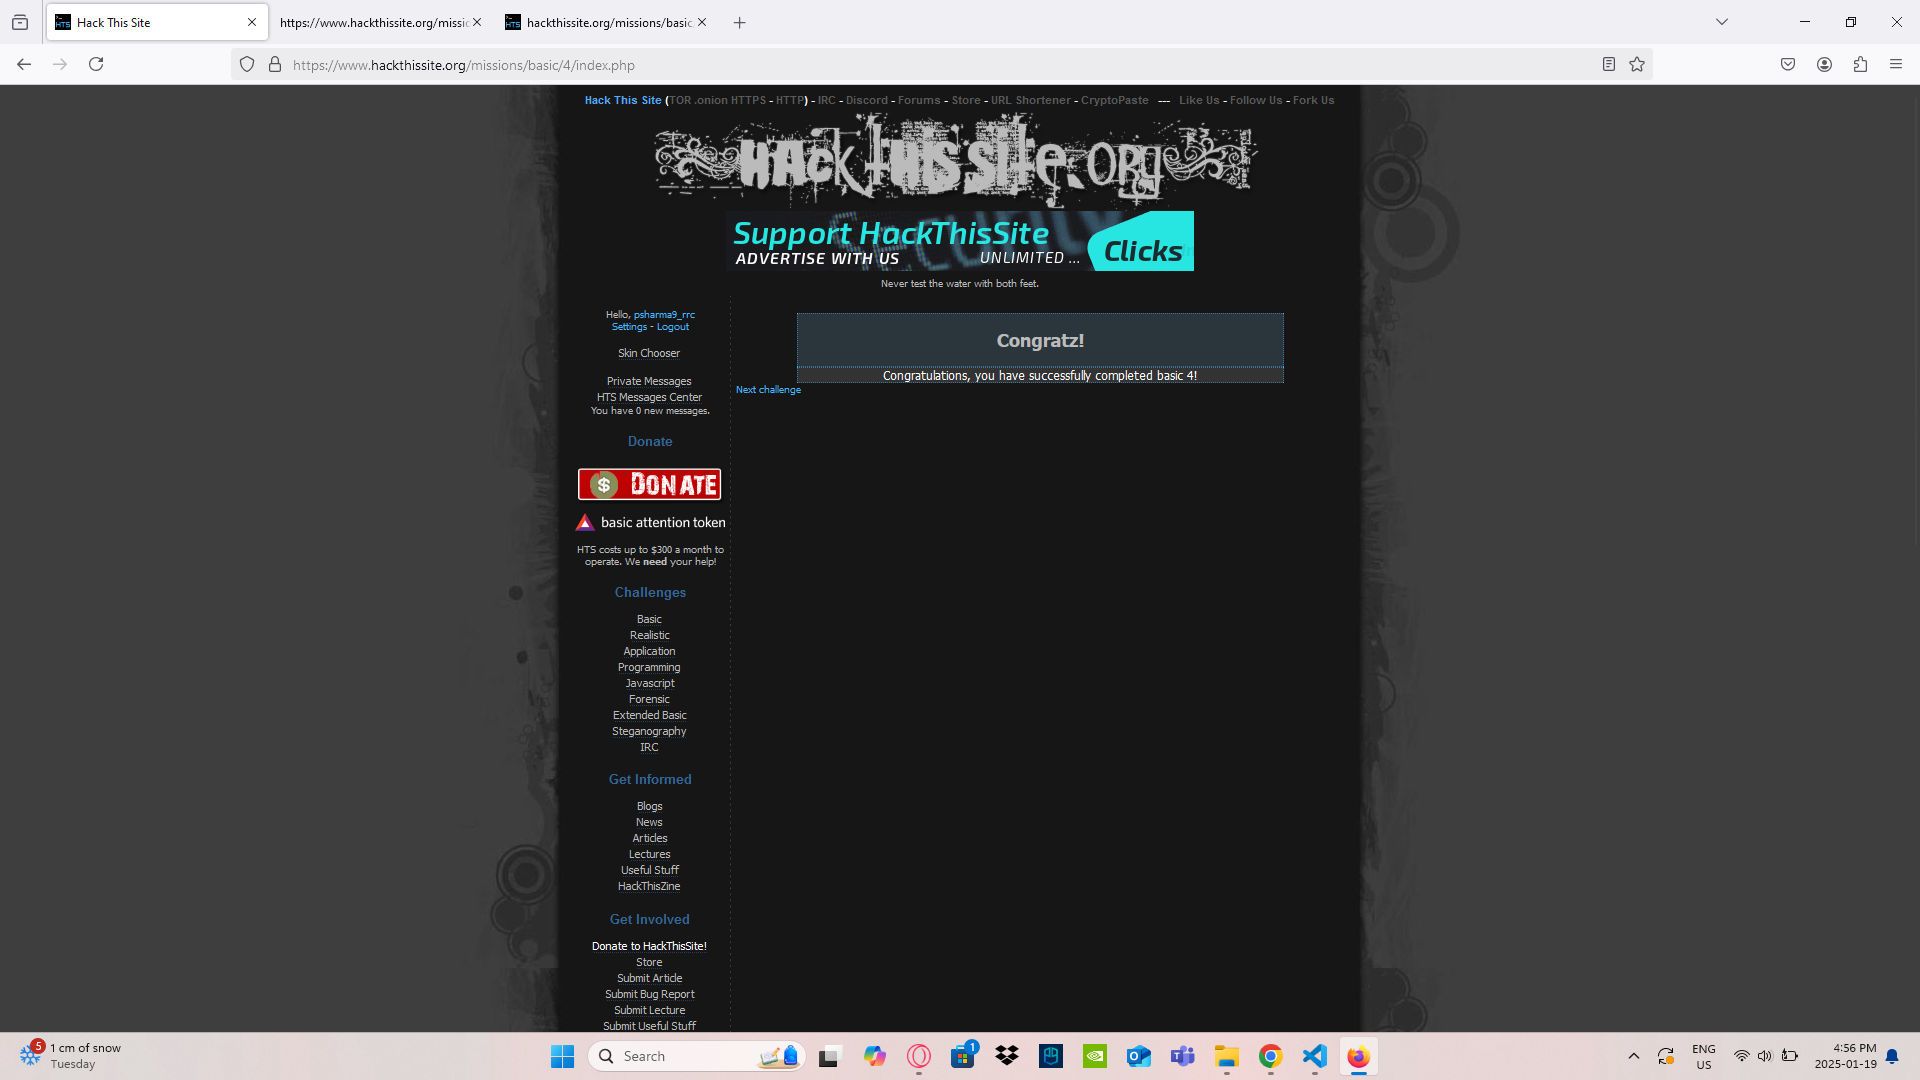 Hack This Site
https://www.hackthissite.org/missi
hackthissite.org/missions/basic
https://www.hackthissite.org/missions/basic/4/index.php
Hack This Site (TOR .onion HTTPS - HTTP) - IRC - Discord - Forums - Store - URL Shortener - CryptoPaste --- Like Us - Follow Us - Fork Us
HACKTHISSITE.ORG
Support HackThisSite
ADVERTISE WITH US
UNLIMITED ...
Clicks
Never test the water with both feet.
Hello, psharma9_rrc
Settings - Logout
Skin Chooser
Private Messages
HTS Messages Center
You have 0 new messages.
Donate
$ DONATE
basic attention token
HTS costs up to $300 a month to
operate. We need your help!
Challenges
Basic
Realistic
Application
Programming
Javascript
Forensic
Extended Basic
Steganography
IRC
Get Informed
Blogs
News
Articles
Lectures
Useful Stuff
HackThisZine
Get Involved
Donate to HackThisSite!
Store
Submit Article
Submit Bug Report
Submit Lecture
Submit Useful Stuff
Congratz!
Congratulations, you have successfully completed basic 4!
Next challenge
5
1 cm of snow
Tuesday
Search
1
ENG
US
4:56 PM
2025-01-19